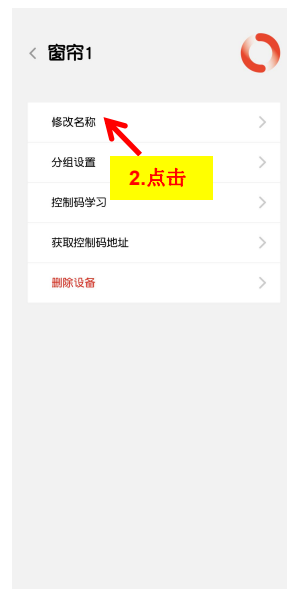 窗帘1
修改名称
分组设置
2.点击
控制码学习
获取控制码地址
删除设备